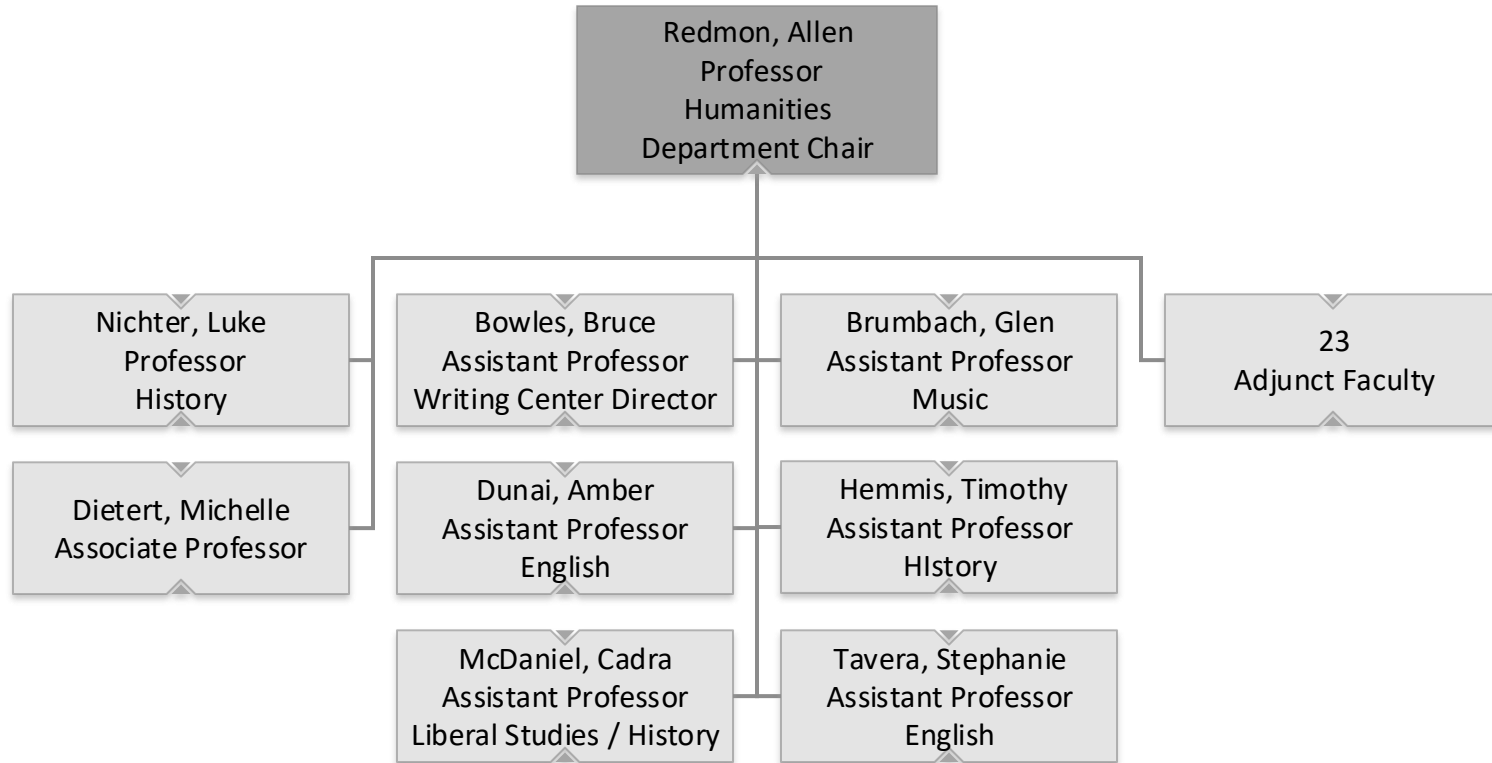 Redmon, Allen
Professor
Humanities
Department Chair
Nichter, Luke
Professor
History
Bowles, Bruce
Assistant Professor
Writing Center Director
Brumbach, Glen
Assistant Professor
Music
23
Adjunct Faculty
Dietert, Michelle
Associate Professor
Dunai, Amber
Assistant Professor
English
Hemmis, Timothy
Assistant Professor
HIstory
McDaniel, Cadra
Assistant Professor
Liberal Studies / History
Tavera, Stephanie
Assistant Professor
English